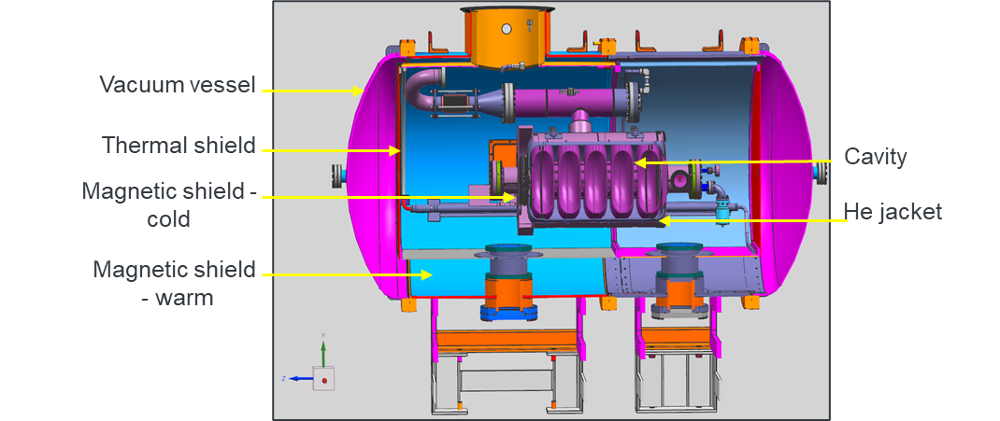 Vacuum vessel
Thermal shield
Magnetic shield -
cold
Magnetic shield
- warm
Cavity
He jacket
Y
Z